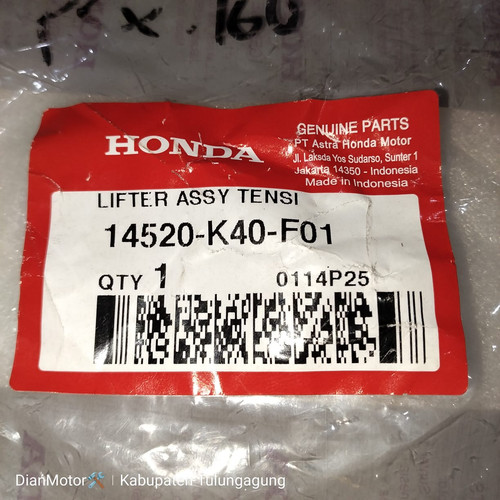 x .160
HONDA
GENUINE PARTS
PT Astra Honda Motor
Jl. Laksda Yos Sudarso, Sunter 1
Jakarta 14350 - Indonesia
Made in Indonesia
LIFTER ASSY TENSI
14520-K40-F01
QTY 1
0114P25
DianMotor🛠️ | Kabupaten Tulungagung